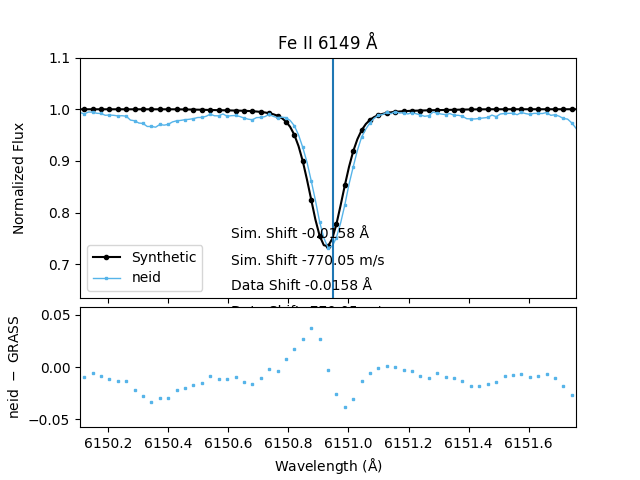 Fe II 6149 Å
1.1
1.0
0.9
0.8
0.7
Normalized Flux
Sim. Shift -0.0158 Å
Sim. Shift -770.05 m/s
Data Shift -0.0158 Å
Synthetic
neid
0.05
0.00
−0.05
neid − GRASS
6150.2 6150.4 6150.6 6150.8 6151.0 6151.2 6151.4 6151.6
Wavelength (Å)